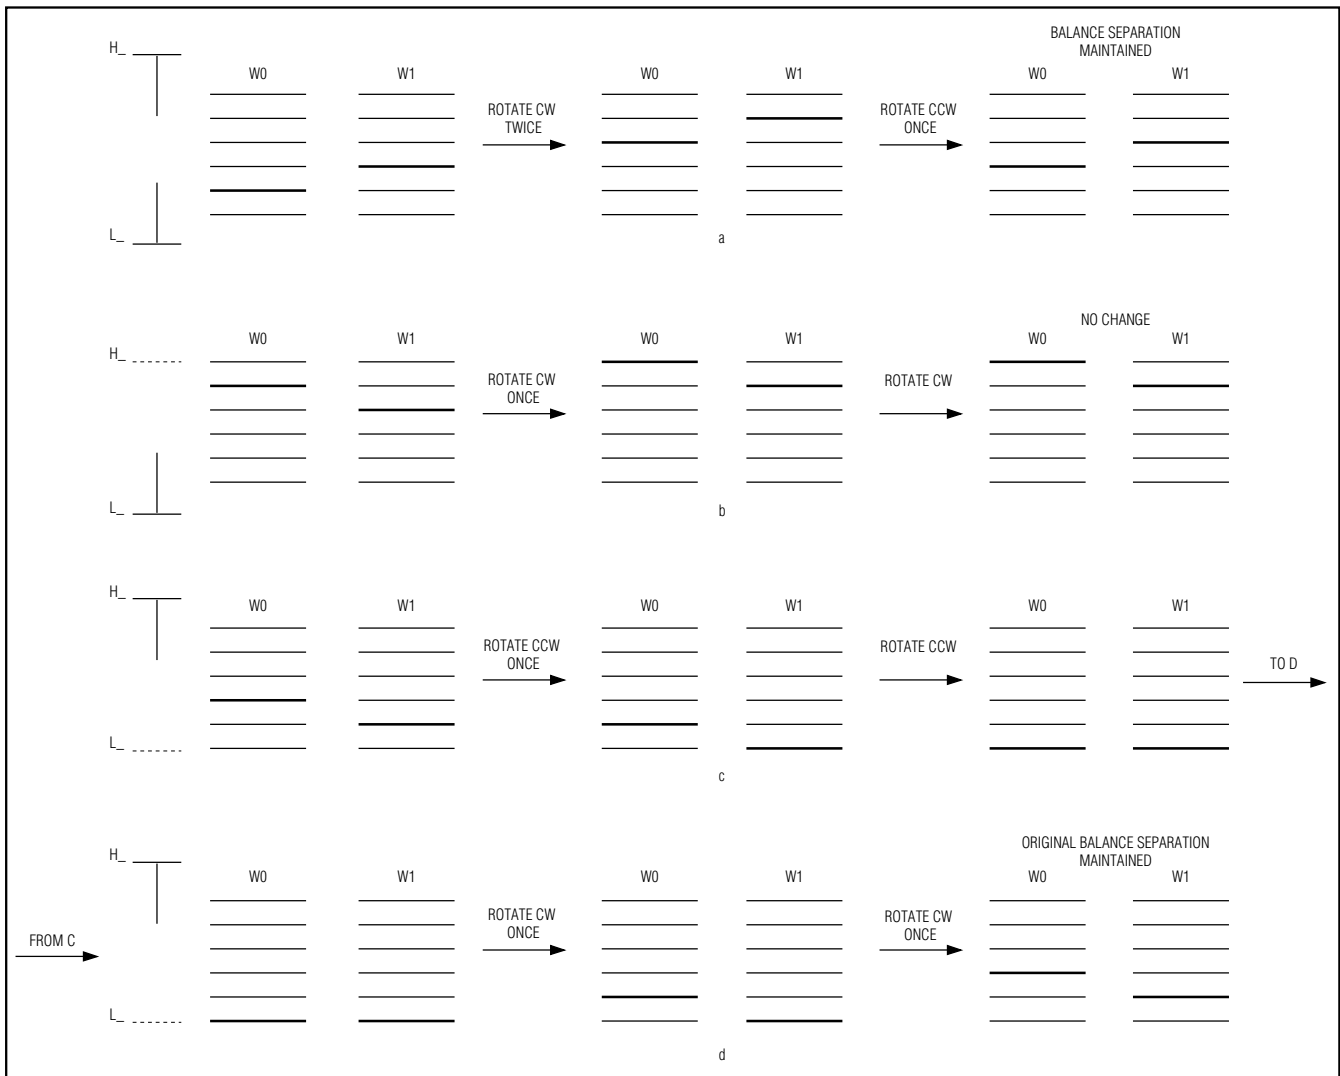 BALANCE SEPARATION
MAINTAINED
H_
W0 W1 W0 W1 W0 W1
ROTATE CW
TWICE
ROTATE CCW
ONCE
L_
a
NO CHANGE
H_
W0 W1 W0 W1 W0 W1
ROTATE CW
ONCE
ROTATE CW
L_
b
H_
W0 W1 W0 W1 W0 W1
ROTATE CCW
ONCE
ROTATE CCW
TO D
L_
c
ORIGINAL BALANCE SEPARATION
MAINTAINED
H_
W0 W1 W0 W1 W0 W1
ROTATE CW
ONCE
ROTATE CW
ONCE
FROM C
L_
d